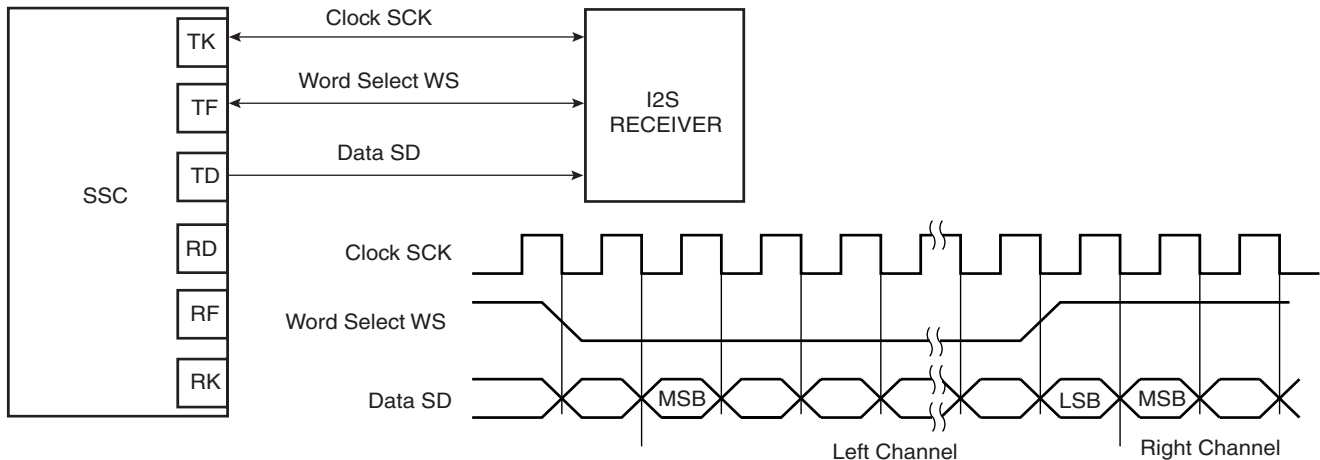 Clock SCK
TK
Word Select WS
TF
I2S
RECEIVER
Data SD
TD
SSC
RD
Clock SCK
RF
Word Select WS
RK
Data SD
MSB
LSB
MSB
Left Channel
Right Channel